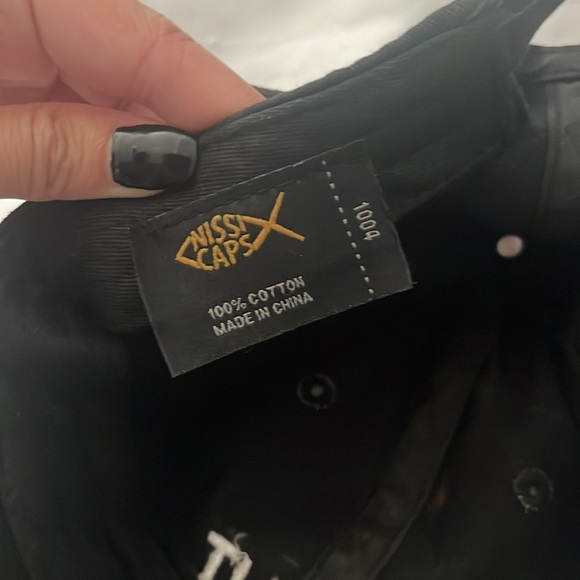 NISSI
CAPS
100% COTTON
MADE IN CHINA
1004